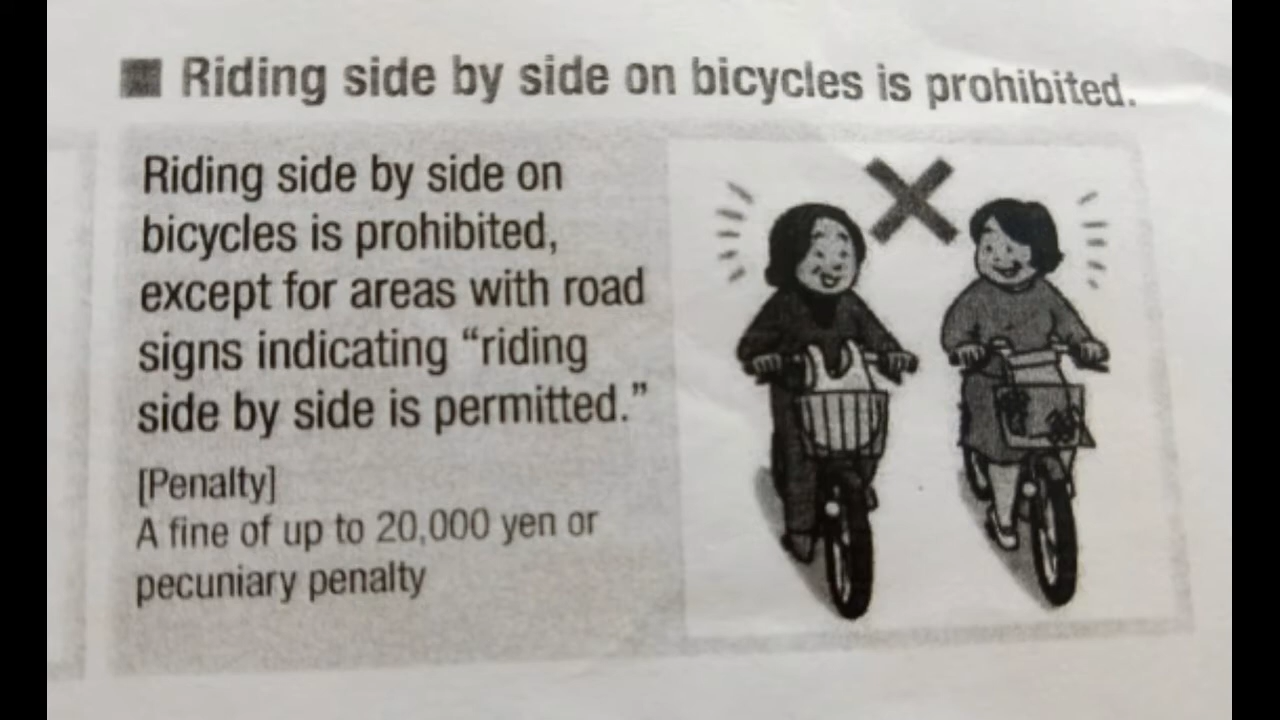 Riding side by side on bicycles is prohibited.
Riding side by side on
bicycles is prohibited,
except for areas with road
signs indicating “riding
side by side is permitted.”
[Penalty]
A fine of up to 20,000 yen or
pecuniary penalty